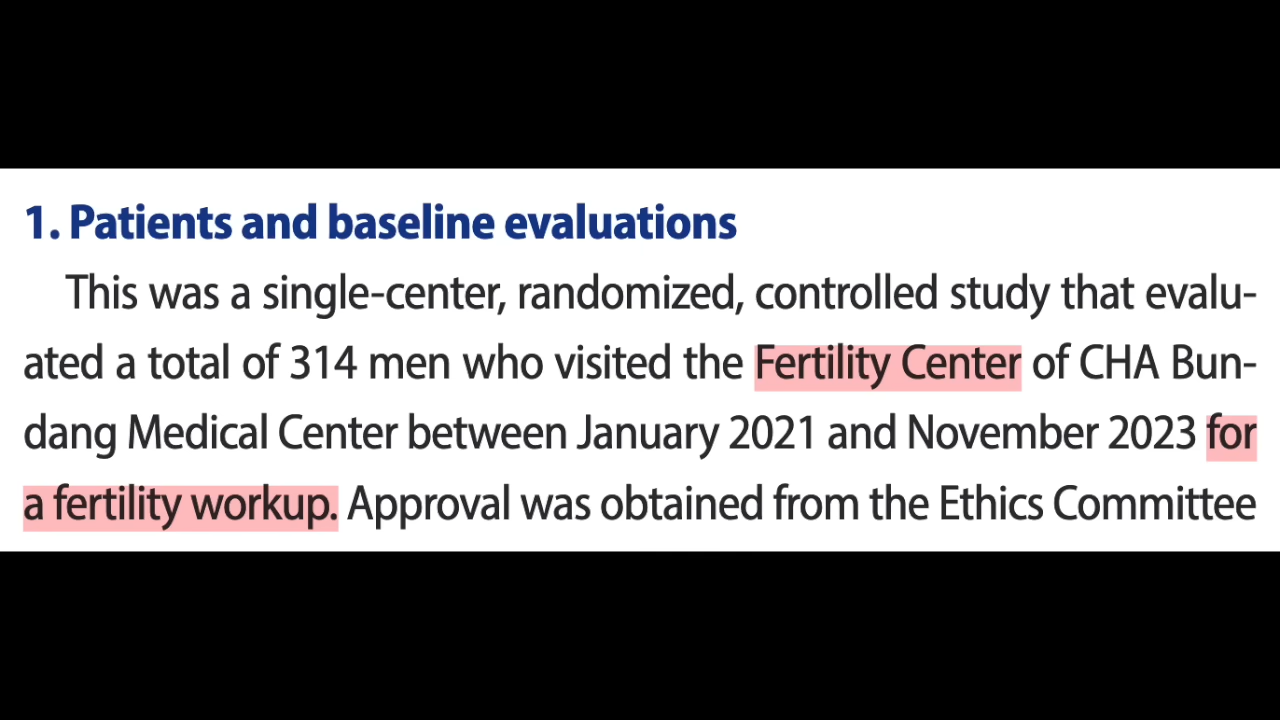 1. Patients and baseline evaluations
This was a single-center, randomized, controlled study that evalu-
ated a total of 314 men who visited the Fertility Center of CHA Bun-
dang Medical Center between January 2021 and November 2023 for
a fertility workup. Approval was obtained from the Ethics Committee